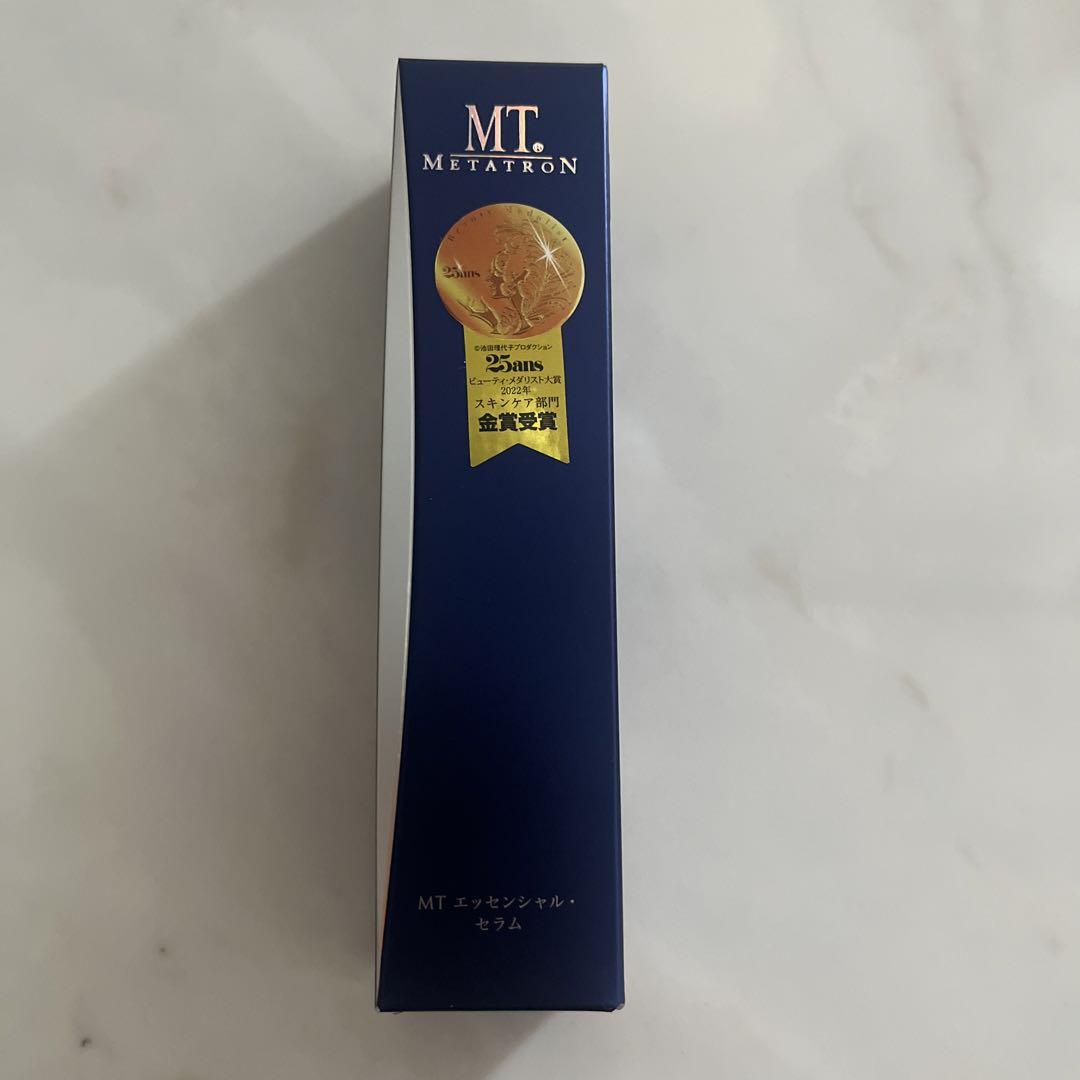 MT®
METATRON
Beauty Medalist
25ans
©池田理代子プロダクション
25ans
ビューティ・メダリスト大賞
2022年
スキンケア部門
金賞受賞
MT エッセンシャル・
セラム